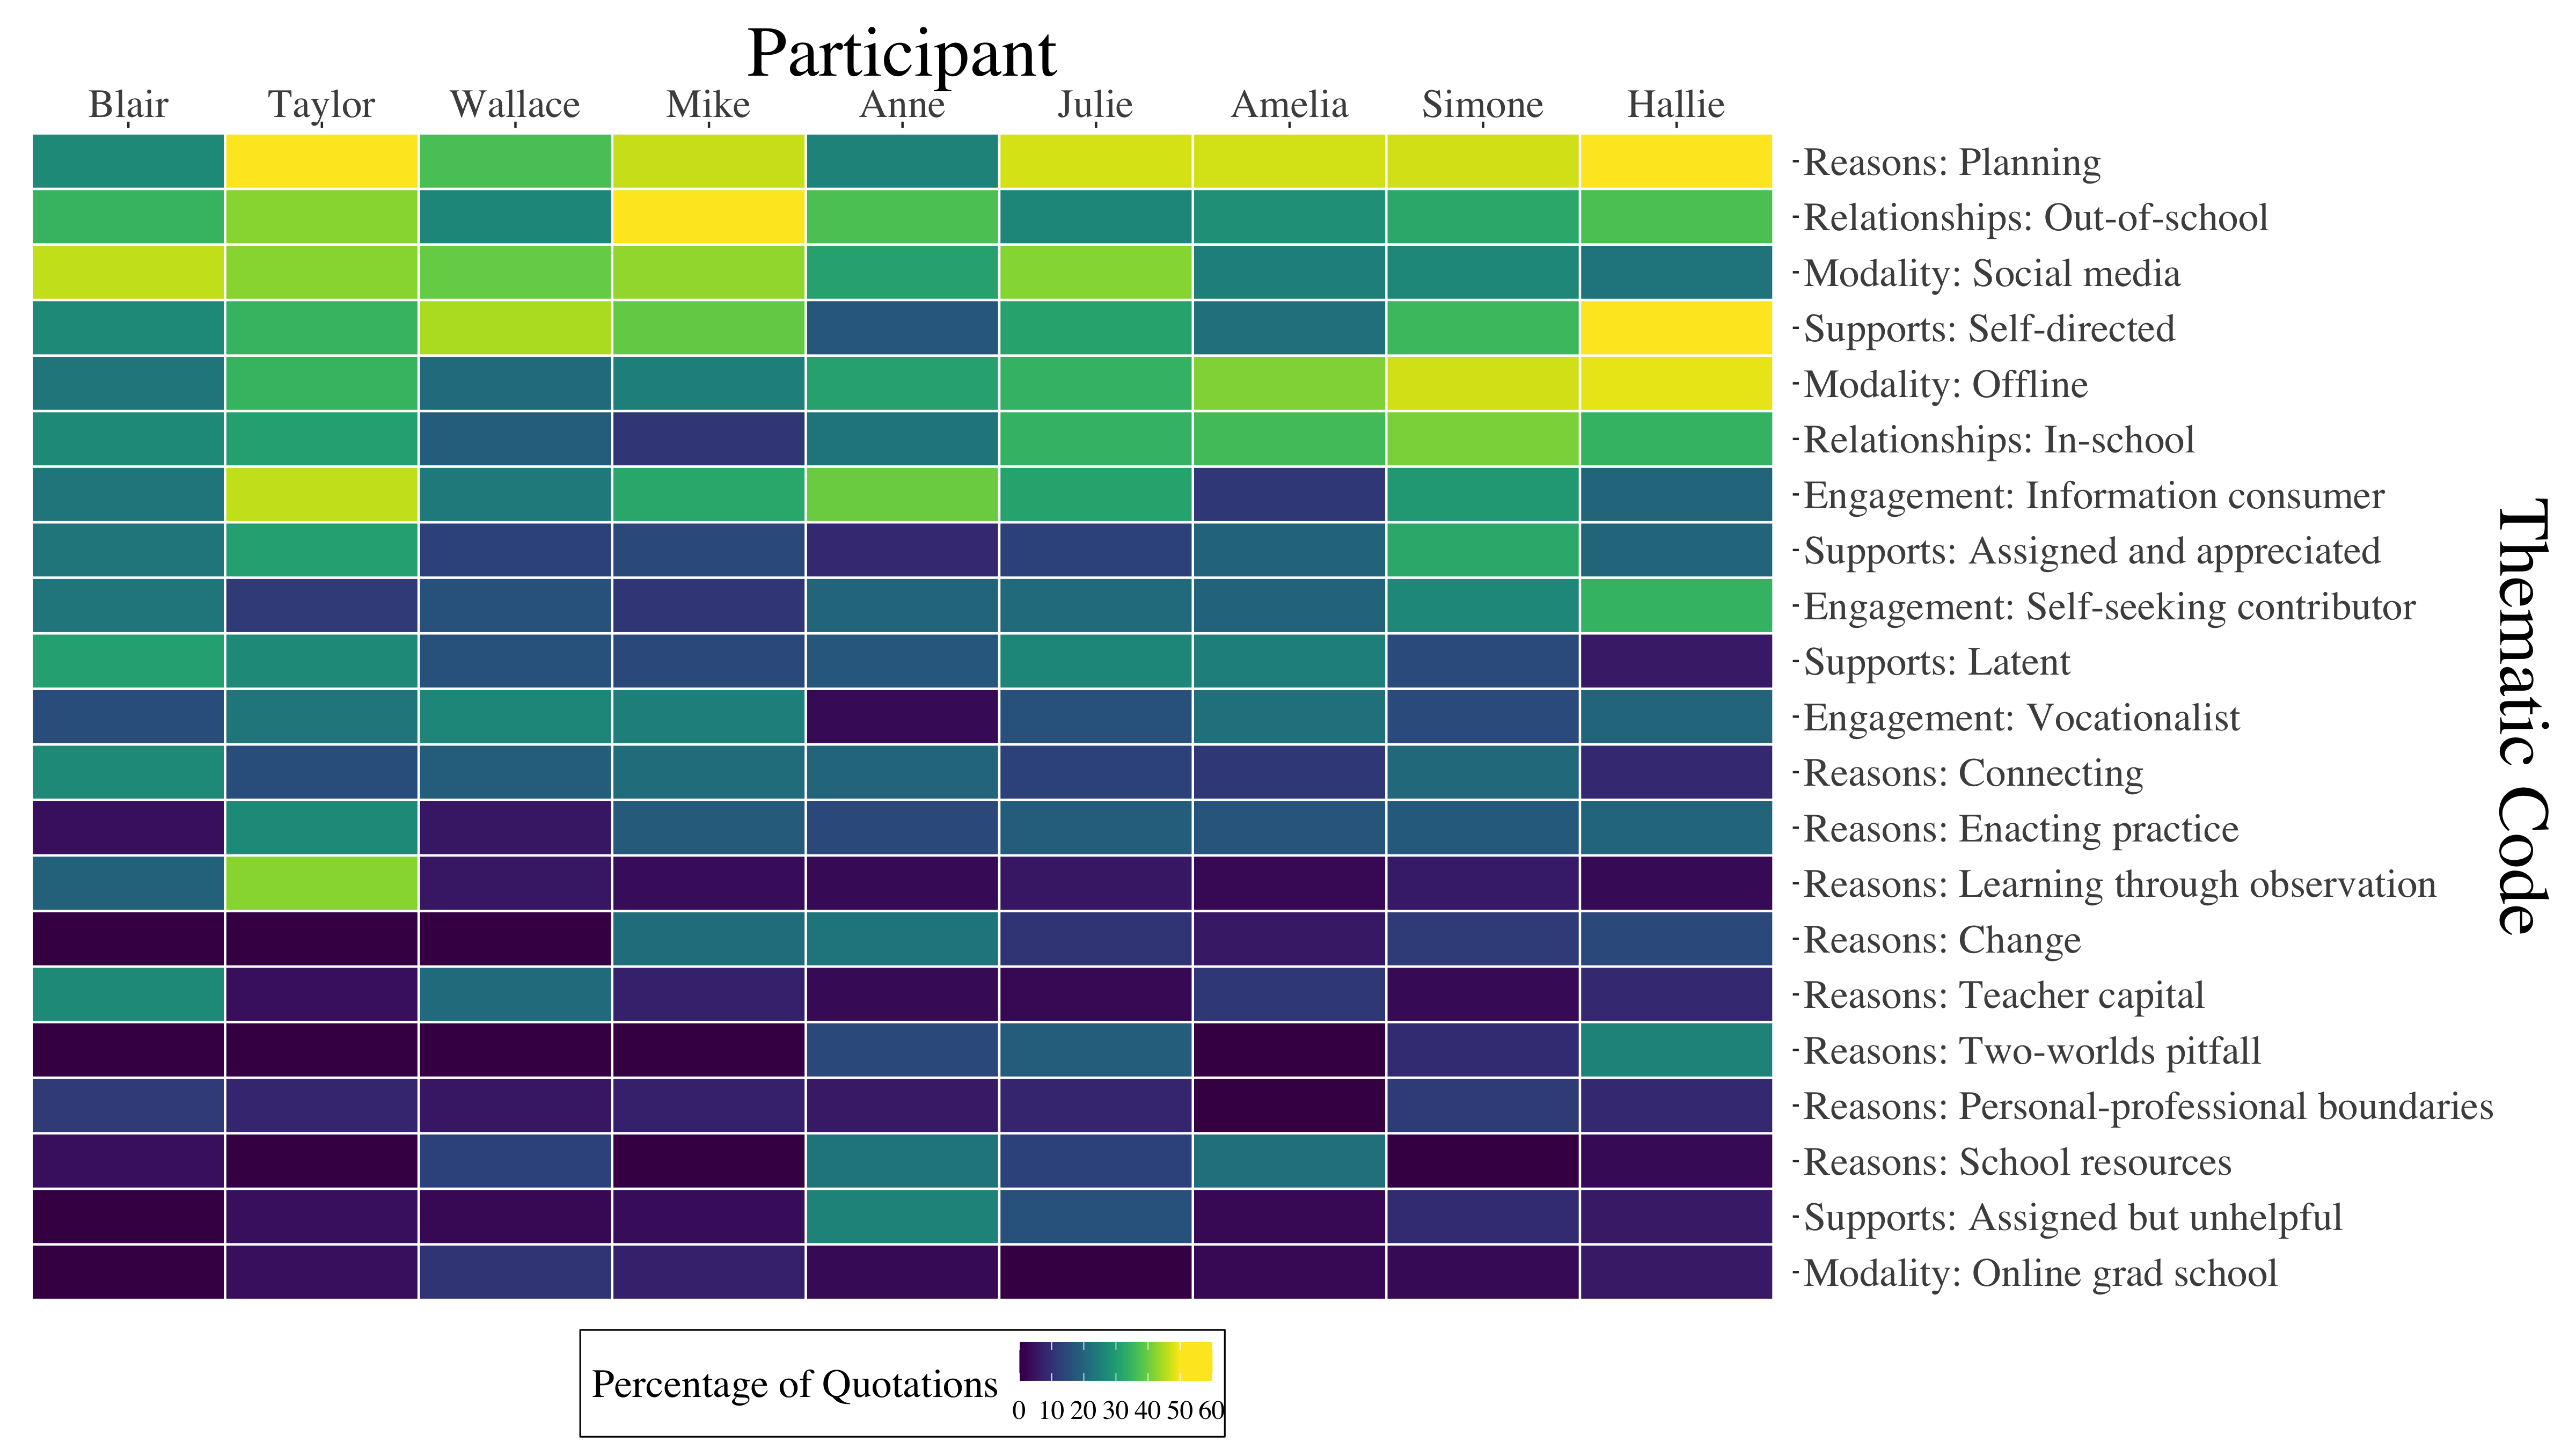 Participant
Blair Taylor Wallace Mike Anne Julie Amelia Simone Hallie
Reasons: Planning
Relationships: Out-of-school
Modality: Social media
Supports: Self-directed
Modality: Offline
Relationships: In-school
Engagement: Information consumer
Supports: Assigned and appreciated
Engagement: Self-seeking contributor
Supports: Latent
Engagement: Vocationalist
Reasons: Connecting
Reasons: Enacting practice
Reasons: Learning through observation
Reasons: Change
Reasons: Teacher capital
Reasons: Two-worlds pitfall
Reasons: Personal-professional boundaries
Reasons: School resources
Supports: Assigned but unhelpful
Modality: Online grad school
Thematic Code
Percentage of Quotations
0 10 20 30 40 50 60